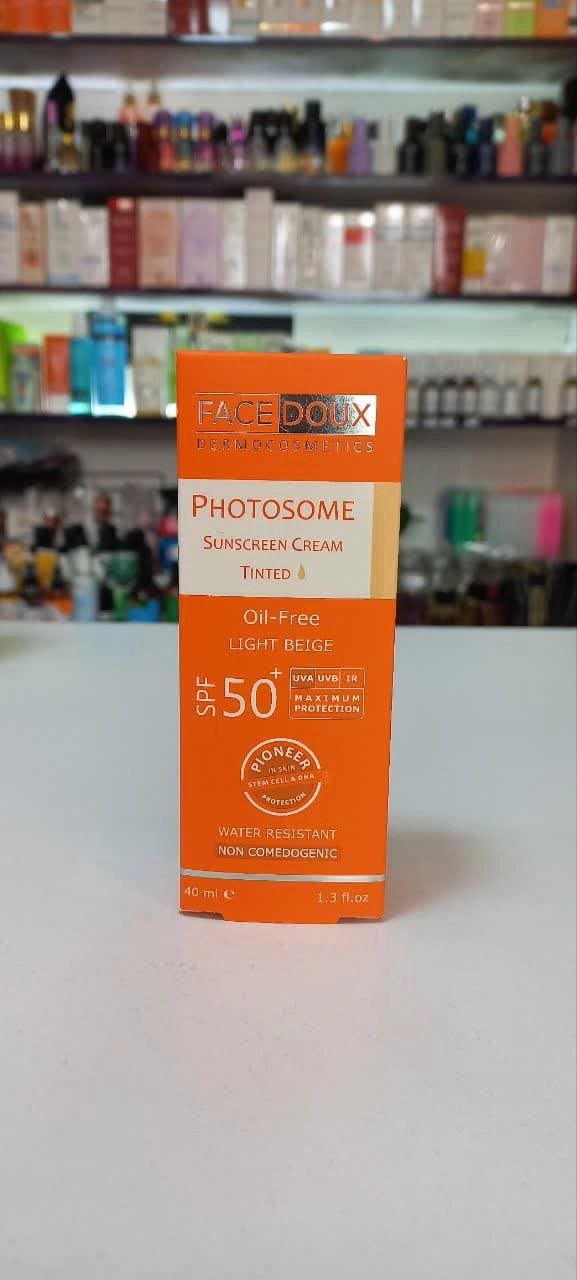 FACE DOUX
DERMOCOSMETICS
PHOTOSOME
SUNSCREEN CREAM
TINTED
Oil-Free
LIGHT BEIGE
SPF 50+
UVA UVB IR
MAXIMUM
PROTECTION
PIONEER
IN SKIN
STEM CELL & DNA
PROTECTION
WATER RESISTANT
NON COMEDOGENIC
40 ml ℮ 1.3 fl.oz